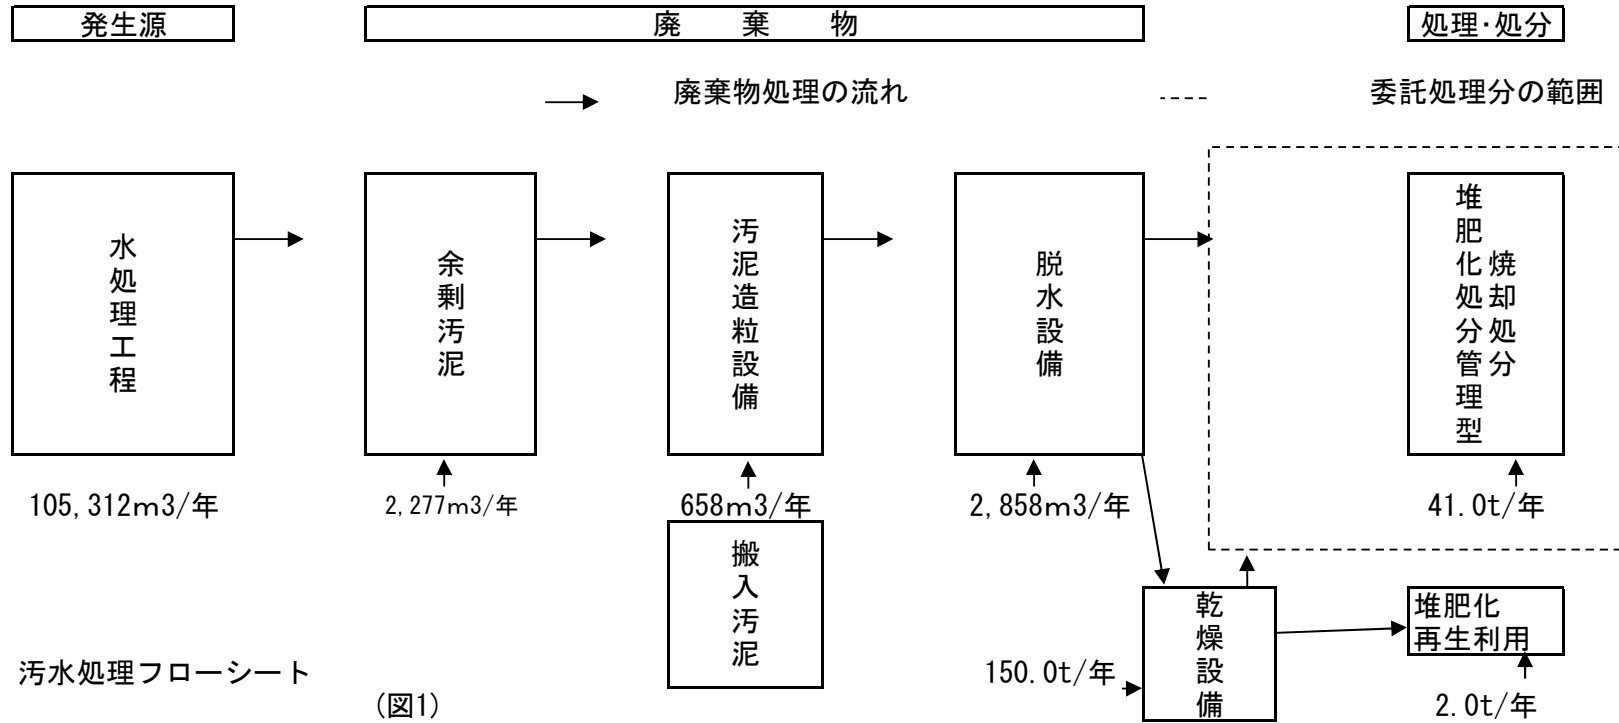 発生源
廃棄物
処理・処分
廃棄物処理の流れ
委託処理分の範囲
水処理工程
余剰汚泥
汚泥造粒設備
脱水設備
堆肥化処分管理型
焼却処分
105,312m3/年
2,277m3/年
658m3/年
2,858m3/年
41.0t/年
搬入汚泥
乾燥設備
堆肥化
再生利用
汚水処理フローシート
150.0t/年
(図1)
2.0t/年